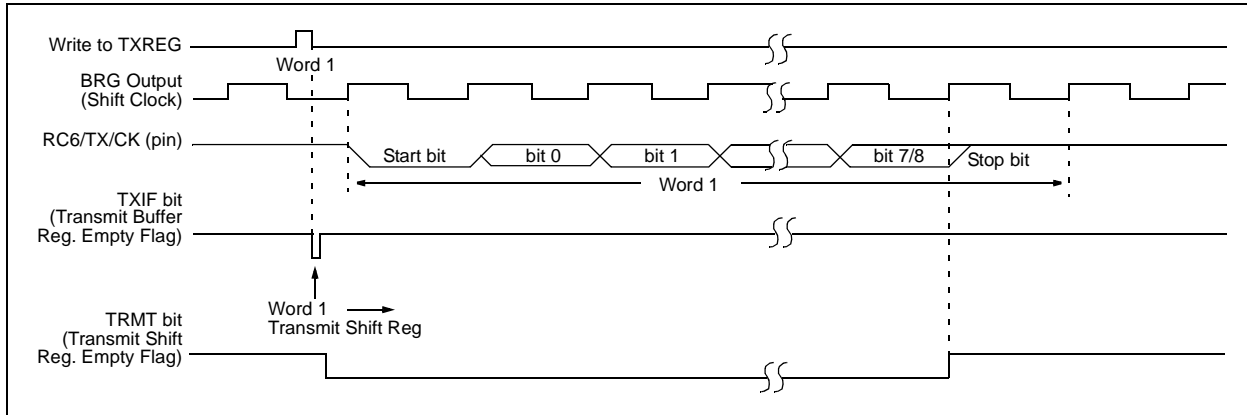 Write to TXREG
Word 1
BRG Output
(Shift Clock)
RC6/TX/CK (pin)
Start bit
bit 0
bit 1
bit 7/8
Stop bit
Word 1
TXIF bit
(Transmit Buffer
Reg. Empty Flag)
Word 1
Transmit Shift Reg
TRMT bit
(Transmit Shift
Reg. Empty Flag)